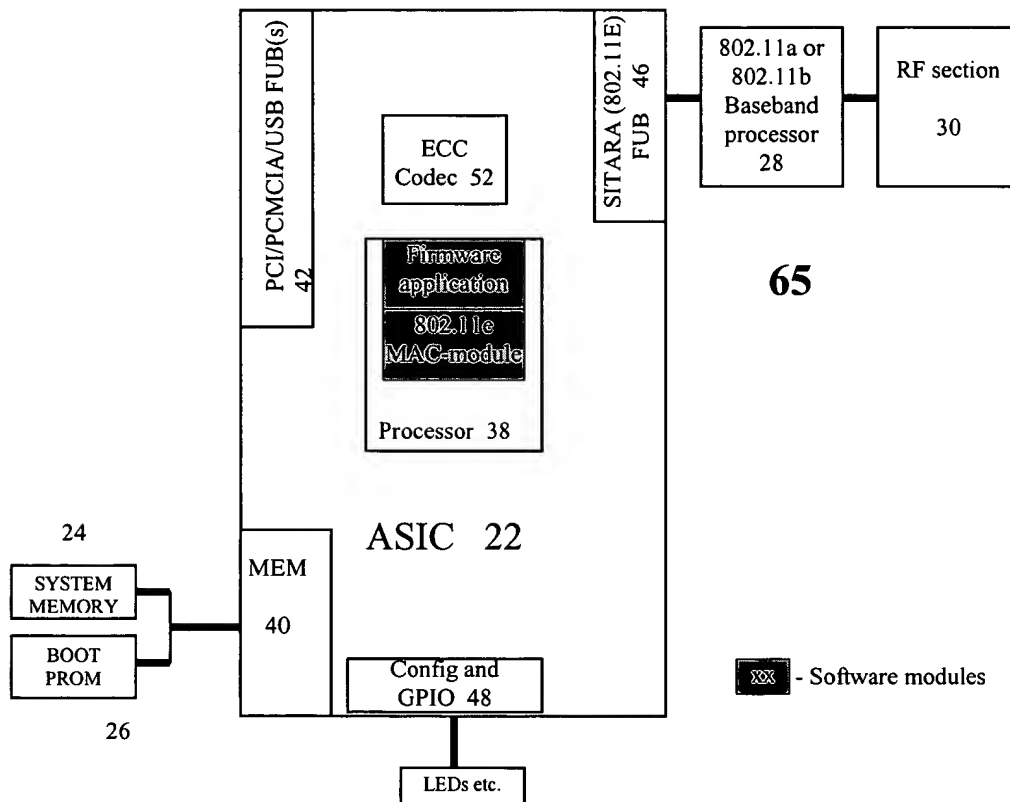 PCI/PCMCIA/USB FUB(s)
42
ECC
Codec 52
SITARA (802.11E)
FUB 46
802.11a or
802.11b
Baseband
processor
28
RF section
30
65
Firmware
application
802.11e
MAC-module
Processor 38
ASIC 22
24
SYSTEM
MEMORY
BOOT
PROM
26
MEM
40
Config and
GPIO 48
LEDs etc.
xx - Software modules